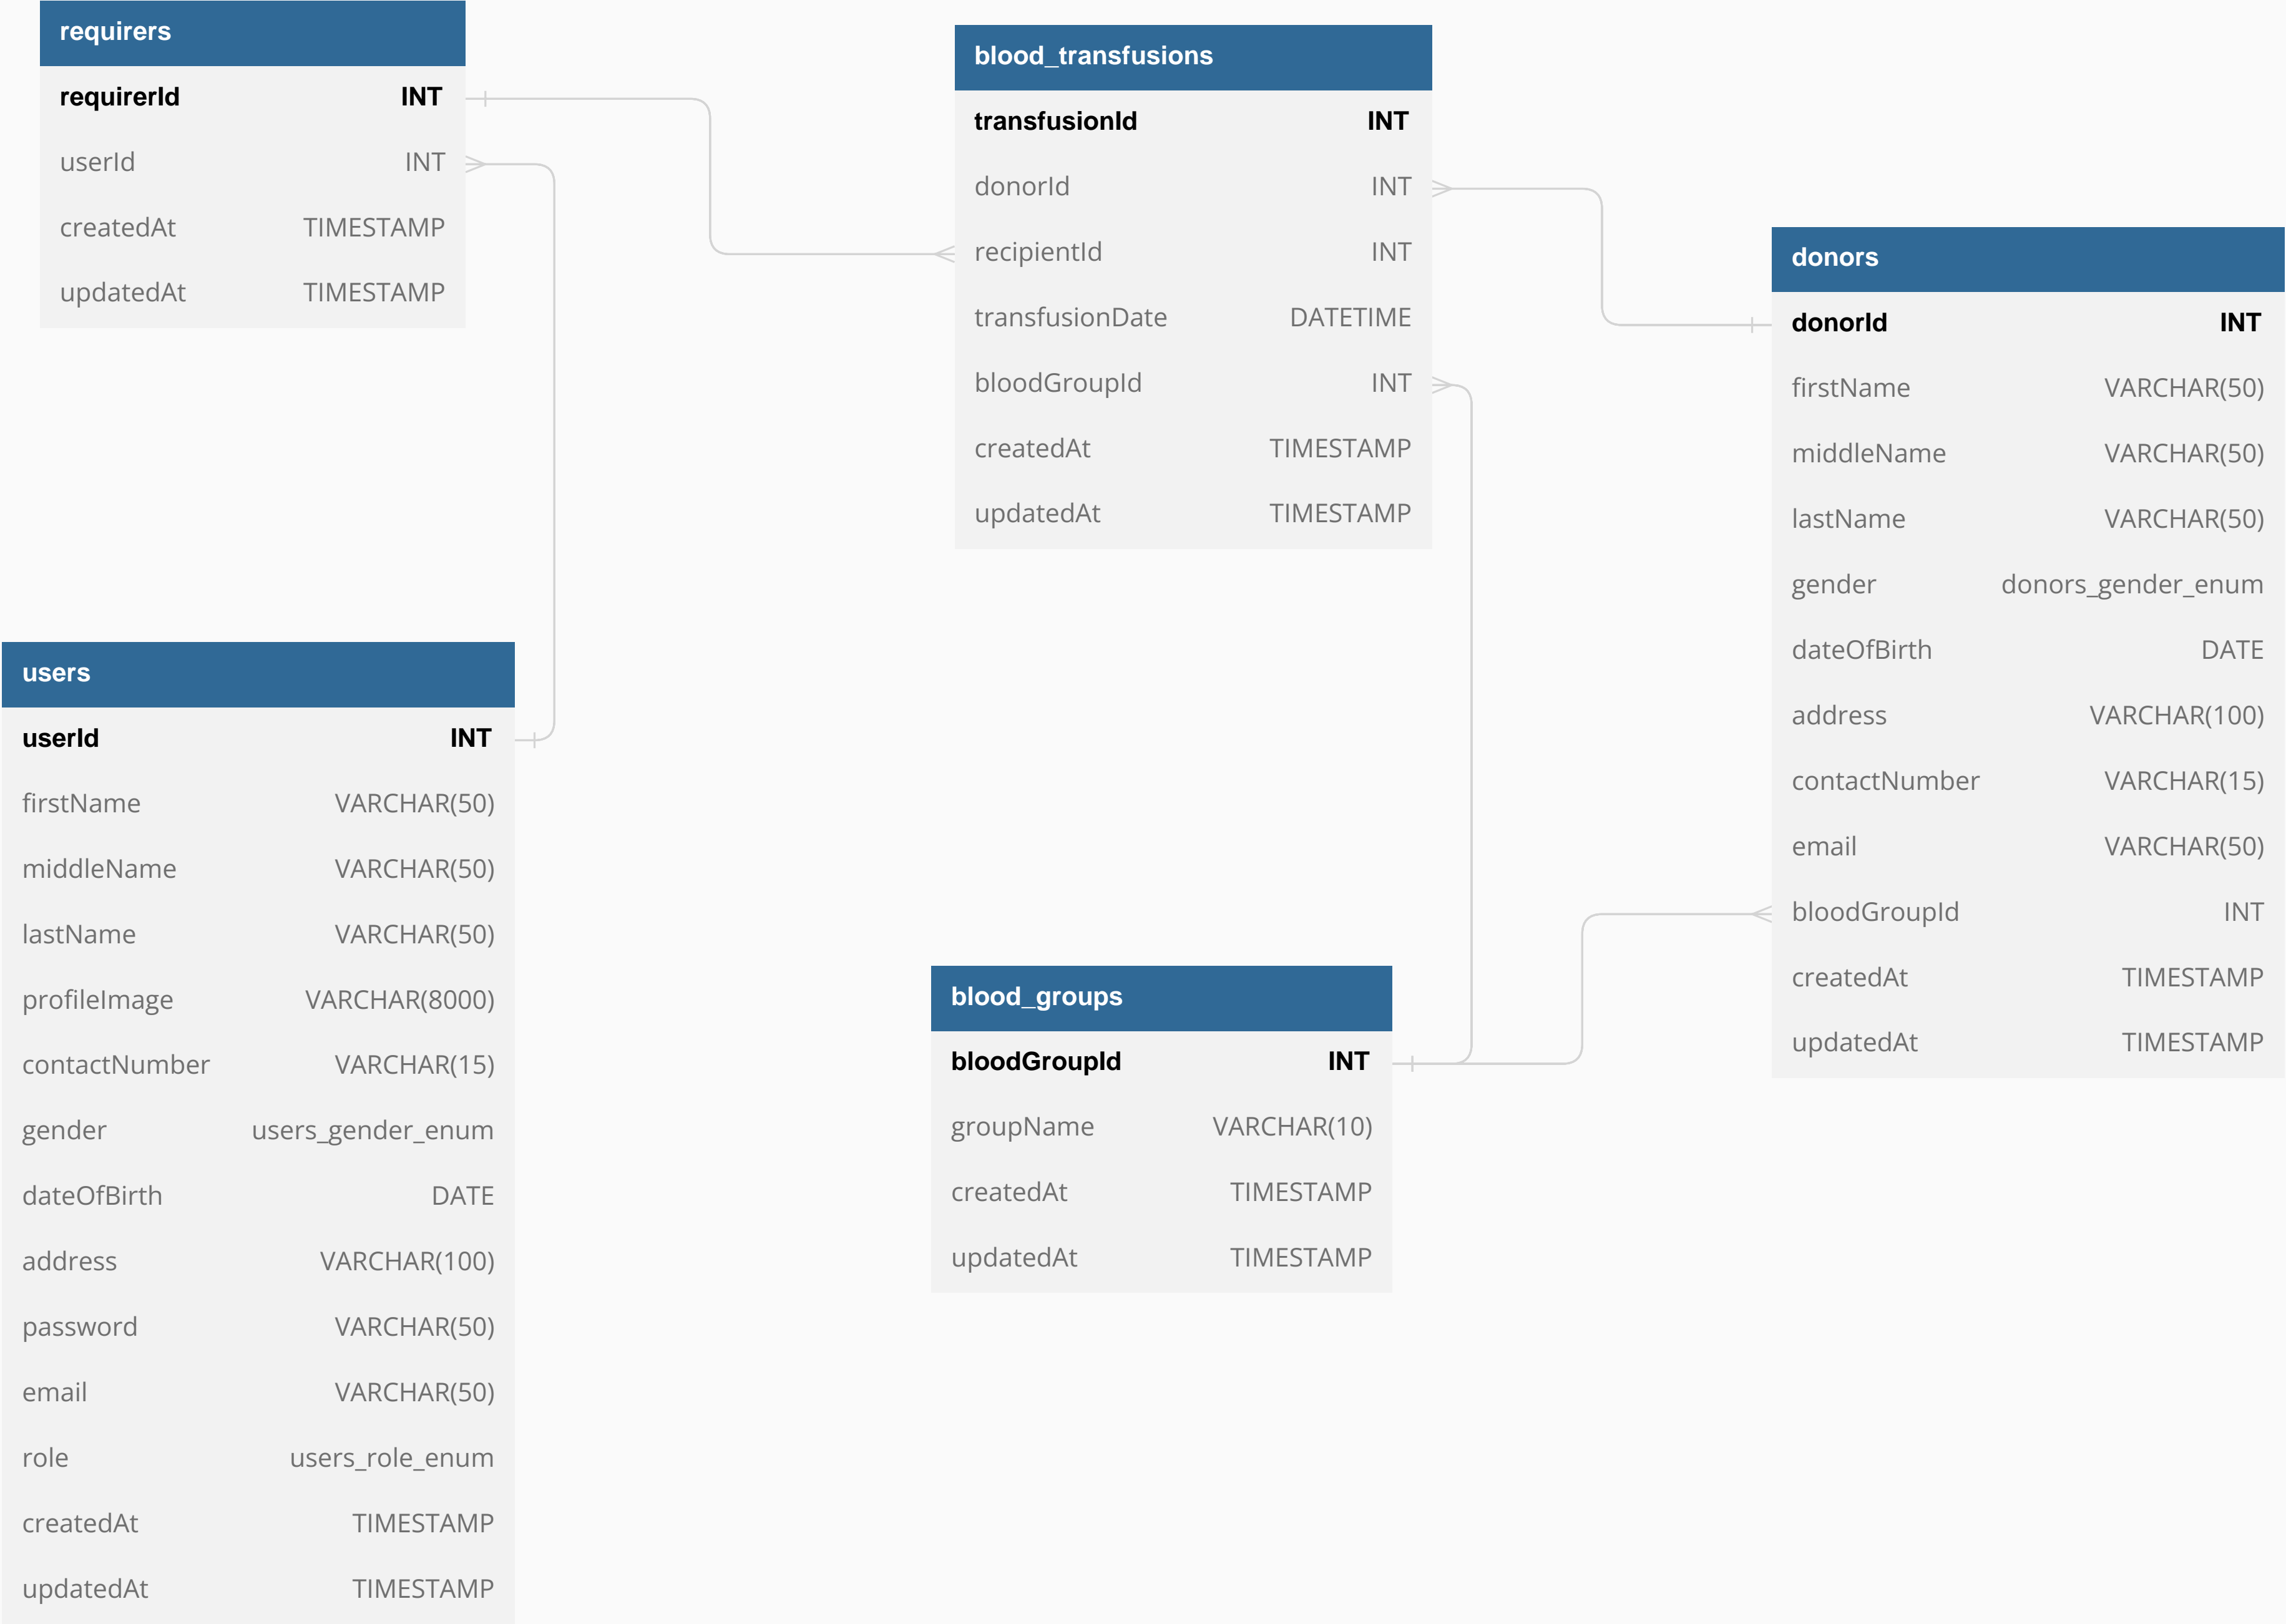 requirers
requirerId INT
userId INT
createdAt TIMESTAMP
updatedAt TIMESTAMP
blood_transfusions
transfusionId INT
donorId INT
recipientId INT
transfusionDate DATETIME
bloodGroupId INT
createdAt TIMESTAMP
updatedAt TIMESTAMP
donors
donorId INT
firstName VARCHAR(50)
middleName VARCHAR(50)
lastName VARCHAR(50)
gender donors_gender_enum
dateOfBirth DATE
address VARCHAR(100)
contactNumber VARCHAR(15)
email VARCHAR(50)
bloodGroupId INT
createdAt TIMESTAMP
updatedAt TIMESTAMP
users
userId INT
firstName VARCHAR(50)
middleName VARCHAR(50)
lastName VARCHAR(50)
profileImage VARCHAR(8000)
contactNumber VARCHAR(15)
gender users_gender_enum
dateOfBirth DATE
address VARCHAR(100)
password VARCHAR(50)
email VARCHAR(50)
role users_role_enum
createdAt TIMESTAMP
updatedAt TIMESTAMP
blood_groups
bloodGroupId INT
groupName VARCHAR(10)
createdAt TIMESTAMP
updatedAt TIMESTAMP